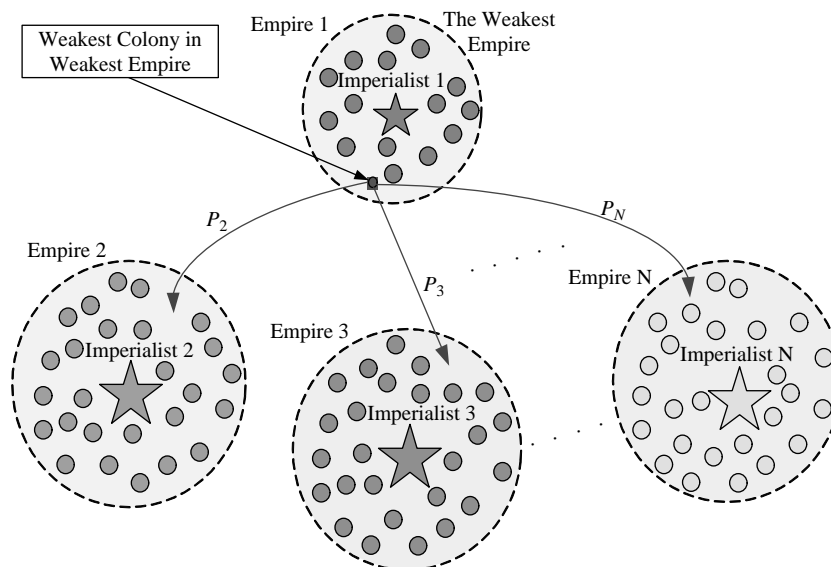 Empire 1
The Weakest
Empire
Weakest Colony in
Weakest Empire
Imperialist 1
P2
PN
Empire 2
P3
Empire N
Empire 3
Imperialist 2
Imperialist N
Imperialist 3